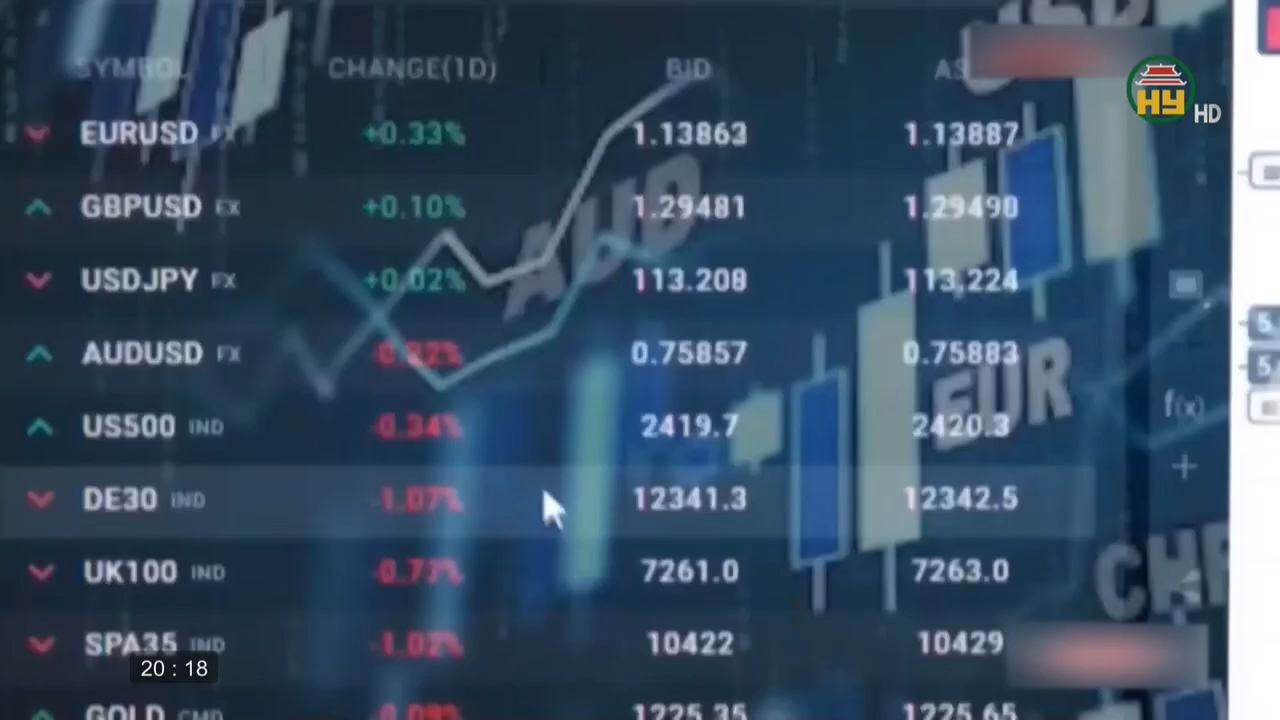 SYMBOL CHANGE(1D) BID
EURUSD FX +0.33% 1.13863 1.13887
GBPUSD FX +0.10% 1.29481 1.29490
USDJPY FX +0.02% 113.208 113.224
AUDUSD FX 0.75857 0.75883
US500 IND -0.34% 2419.7 2420.3
DE30 IND -1.07% 12341.3 12342.5
UK100 IND -0.77% 7261.0 7263.0
SPA35 IND -1.02% 10422 10429
GOLD CMD 1225.35 1225.65
AUD
EUR
f(x)
HY HD
20 : 18